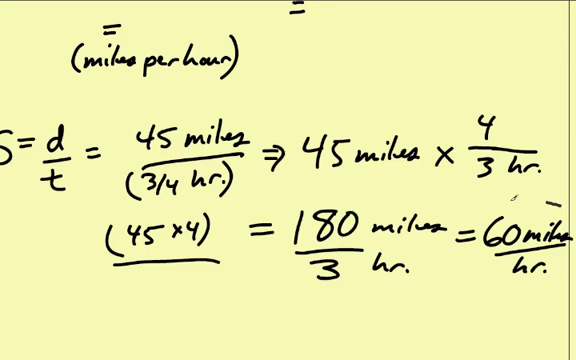 =
=
(miles per hour)
S = d/t = 45 miles/(3/4 hr.) ⇒ 45 miles × 4/3 hr.
(45 × 4) = 180 miles/3 hr. = 60 miles/hr.